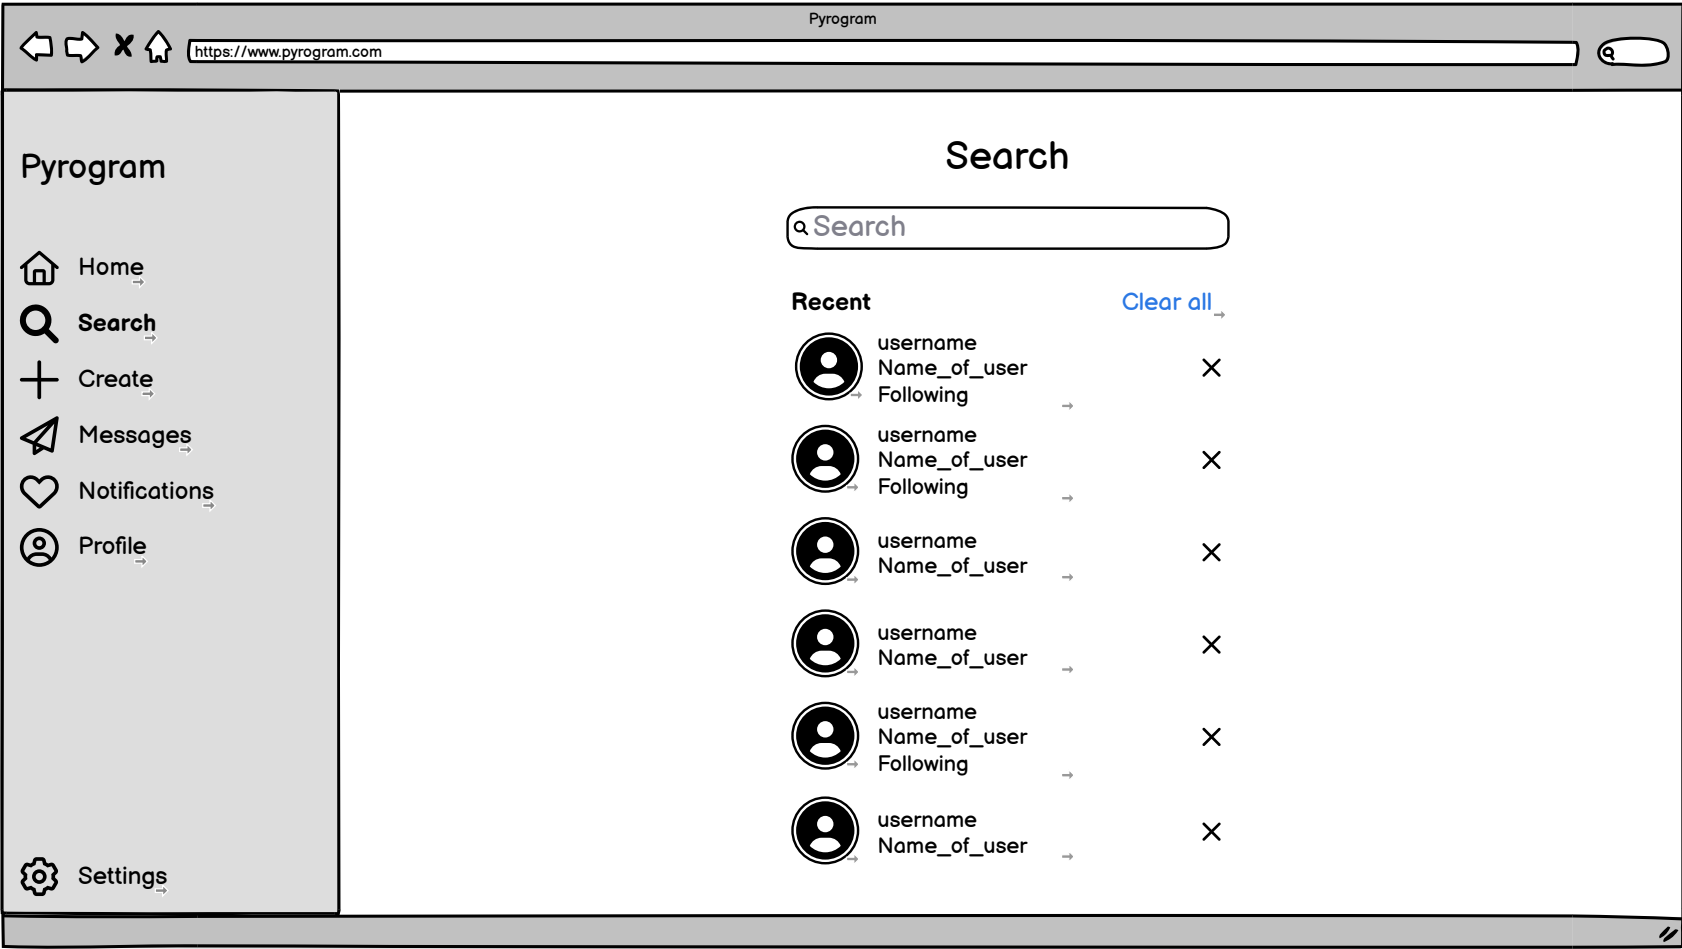 Pyrogram
https://www.pyrogram.com
Pyrogram
Home
Search
Create
Messages
Notifications
Profile
Settings
Search
Search
Recent
Clear all
username
Name_of_user
Following
username
Name_of_user
Following
username
Name_of_user
username
Name_of_user
username
Name_of_user
Following
username
Name_of_user